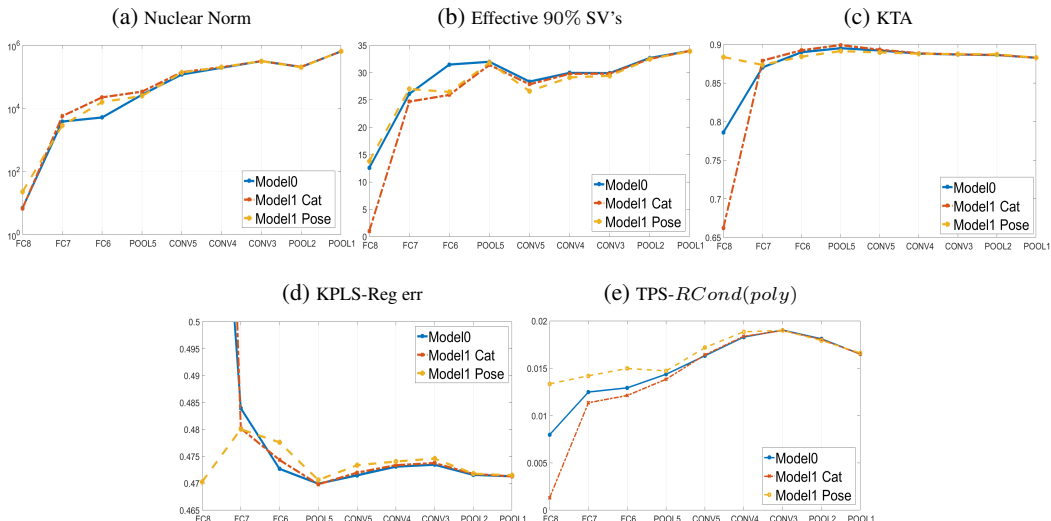 (a) Nuclear Norm
10^6
10^4
10^2
10^0
FC8 FC7 FC6 POOL5 CONV5 CONV4 CONV3 POOL2 POOL1
Model0
Model1 Cat
Model1 Pose
(b) Effective 90% SV's
35
30
25
20
15
10
5
0
FC8 FC7 FC6 POOL5 CONV5 CONV4 CONV3 POOL2 POOL1
Model0
Model1 Cat
Model1 Pose
(c) KTA
0.9
0.85
0.8
0.75
0.7
0.65
FC8 FC7 FC6 POOL5 CONV5 CONV4 CONV3 POOL2 POOL1
Model0
Model1 Cat
Model1 Pose
(d) KPLS-Reg err
0.5
0.495
0.49
0.485
0.48
0.475
0.47
0.465
FC8 FC7 FC6 POOL5 CONV5 CONV4 CONV3 POOL2 POOL1
Model0
Model1 Cat
Model1 Pose
(e) TPS-RCond(poly)
0.02
0.015
0.01
0.005
0
FC8 FC7 FC6 POOL5 CONV5 CONV4 CONV3 POOL2 POOL1
Model0
Model1 Cat
Model1 Pose